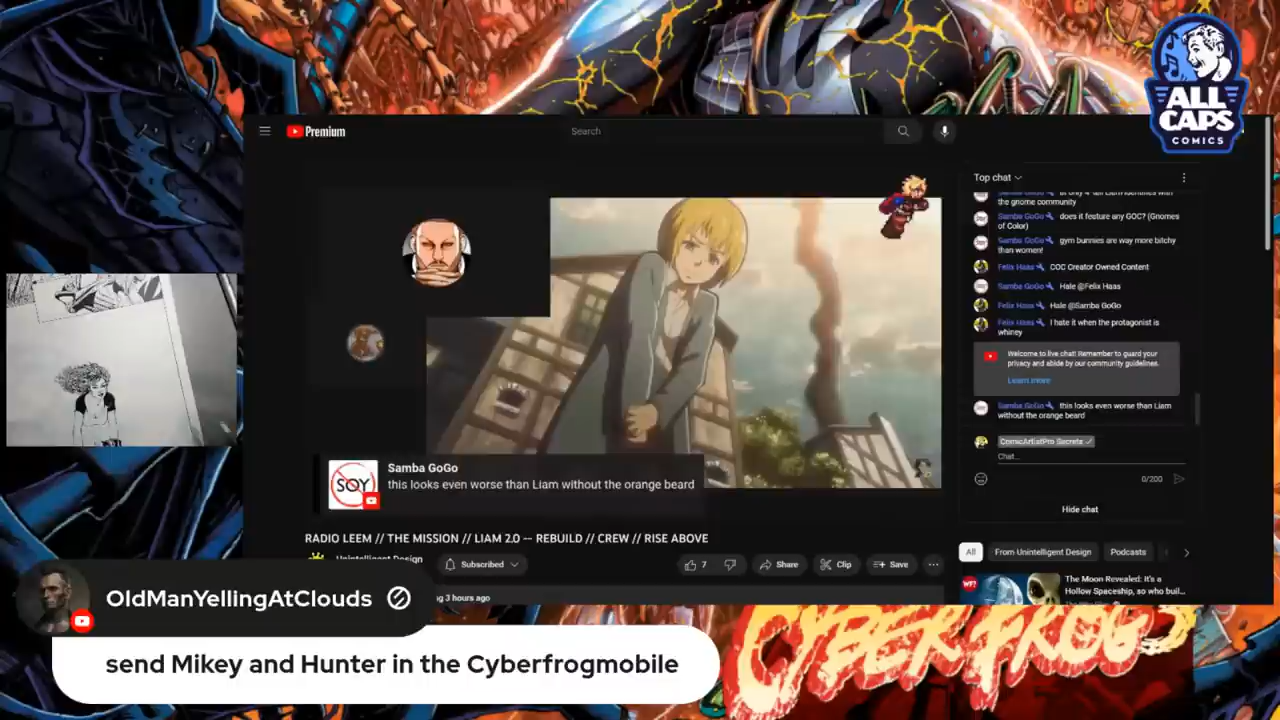 ALL
CAPS
COMICS
Premium
Search
Top chat
the gnome community
Samba GoGo does it feature any GOC? (Gnomes
of Color)
Samba GoGo gym bunnies are way more bitchy
than women!
Felix Haas COC Creator Owned Content
Samba GoGo Hale @Felix Haas
Felix Haas Hale @Samba GoGo
Felix Haas I hate it when the protagonist is
whiney
Welcome to live chat! Remember to guard your
privacy and abide by our community guidelines.
Learn more
Samba GoGo this looks even worse than Liam
without the orange beard
ComicArtistPro Secrets
Chat...
0/200
Hide chat
SOY
Samba GoGo
this looks even worse than Liam without the orange beard
RADIO LEEM // THE MISSION // LIAM 2.0 -- REBUILD // CREW // RISE ABOVE
Unintelligent Design
Subscribed
7
Share
Clip
Save
All
From Unintelligent Design
Podcasts
ng 3 hours ago
WF?
The Moon Revealed: It's a
Hollow Spaceship, so who buil...
OldManYellingAtClouds
send Mikey and Hunter in the Cyberfrogmobile
CYBERFROG